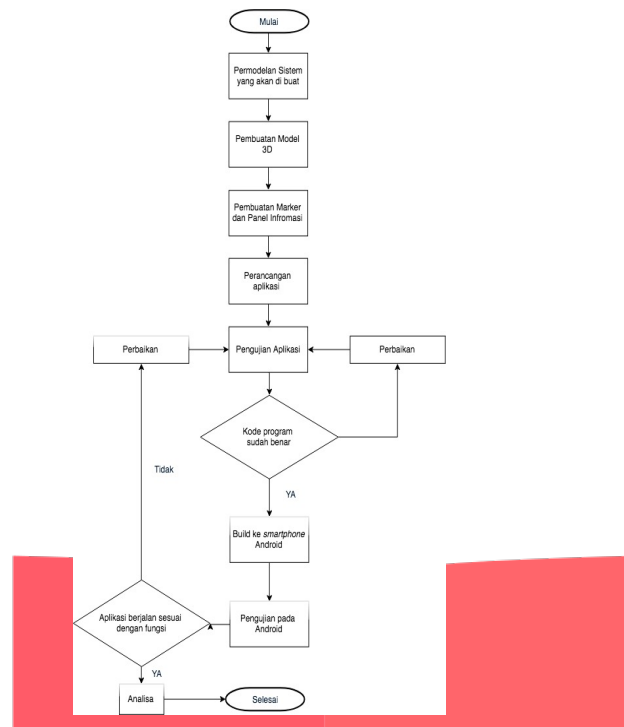 Mulai
Permodelan Sistem
yang akan di buat
Pembuatan Model
3D
Pembuatan Marker
dan Panel Infromasi
Perancangan
aplikasi
Perbaikan
Pengujian Aplikasi
Perbaikan
Kode program
sudah benar
Tidak
YA
Build ke smartphone
Android
Aplikasi berjalan sesuai
dengan fungsi
Pengujian pada
Android
YA
Analisa
Selesai